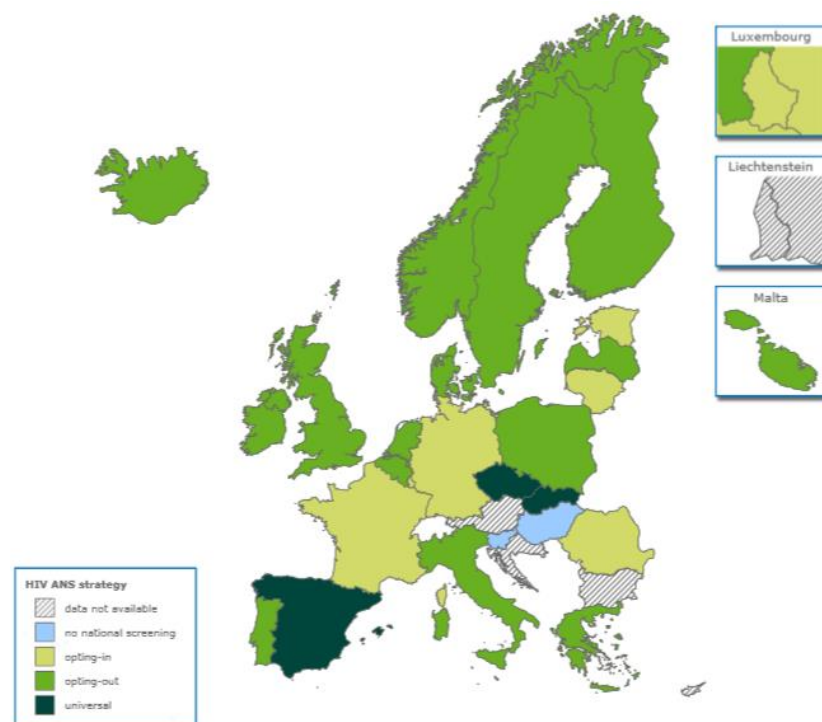 Luxembourg
Liechtenstein
Malta
HIV ANS strategy
data not available
no national screening
opting-in
opting-out
universal